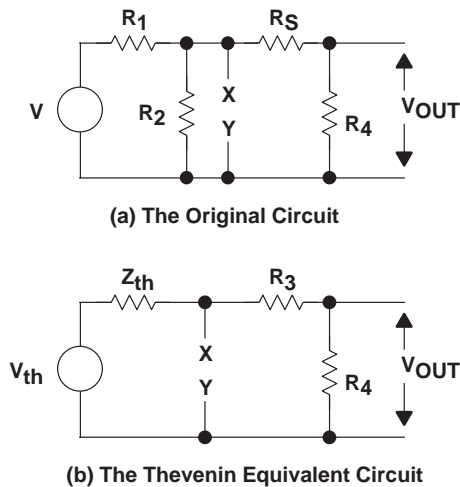 R1
RS
V
R2
X
Y
R4
VOUT
(a) The Original Circuit
Zth
R3
Vth
X
Y
R4
VOUT
(b) The Thevenin Equivalent Circuit